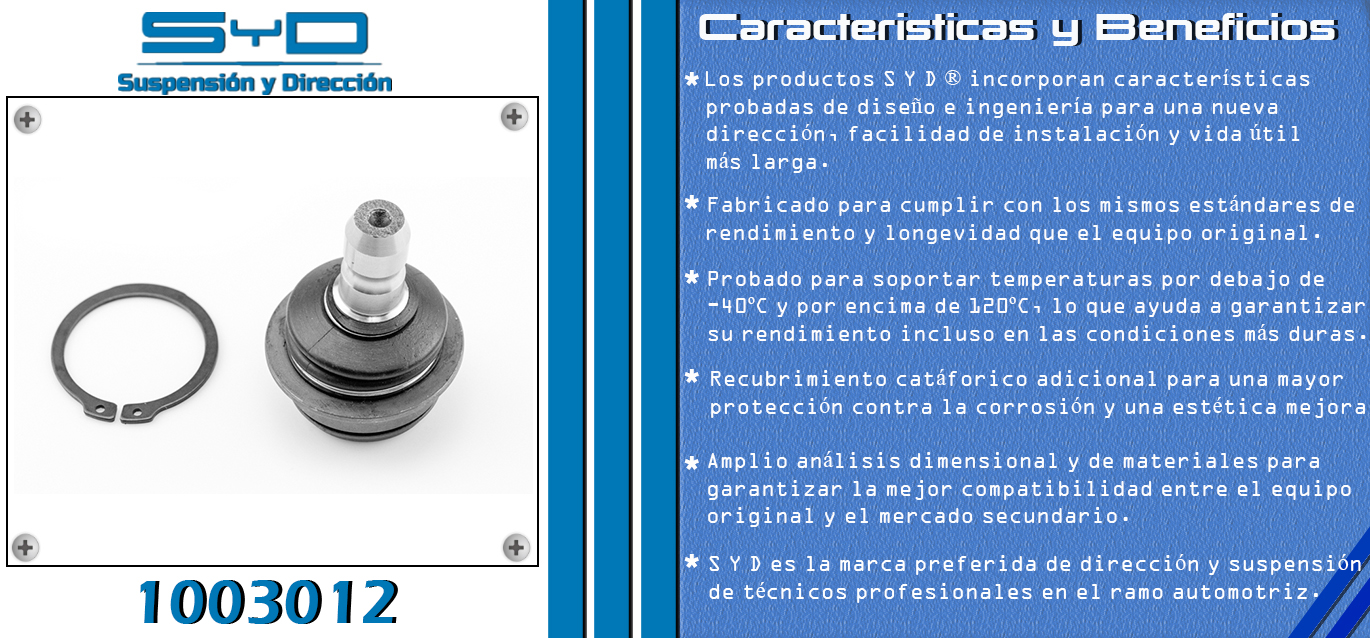 SYD
Suspensión y Dirección
1003012
Caracteristicas y Beneficios
* Los productos S Y D ® incorporan características
probadas de diseño e ingeniería para una nueva
dirección, facilidad de instalación y vida útil
más larga.
* Fabricado para cumplir con los mismos estándares de
rendimiento y longevidad que el equipo original.
* Probado para soportar temperaturas por debajo de
-40°C y por encima de 120°C, lo que ayuda a garantizar
su rendimiento incluso en las condiciones más duras.
* Recubrimiento catáforico adicional para una mayor
protección contra la corrosión y una estética mejora
* Amplio análisis dimensional y de materiales para
garantizar la mejor compatibilidad entre el equipo
original y el mercado secundario.
* S Y D es la marca preferida de dirección y suspensión
de técnicos profesionales en el ramo automotriz.